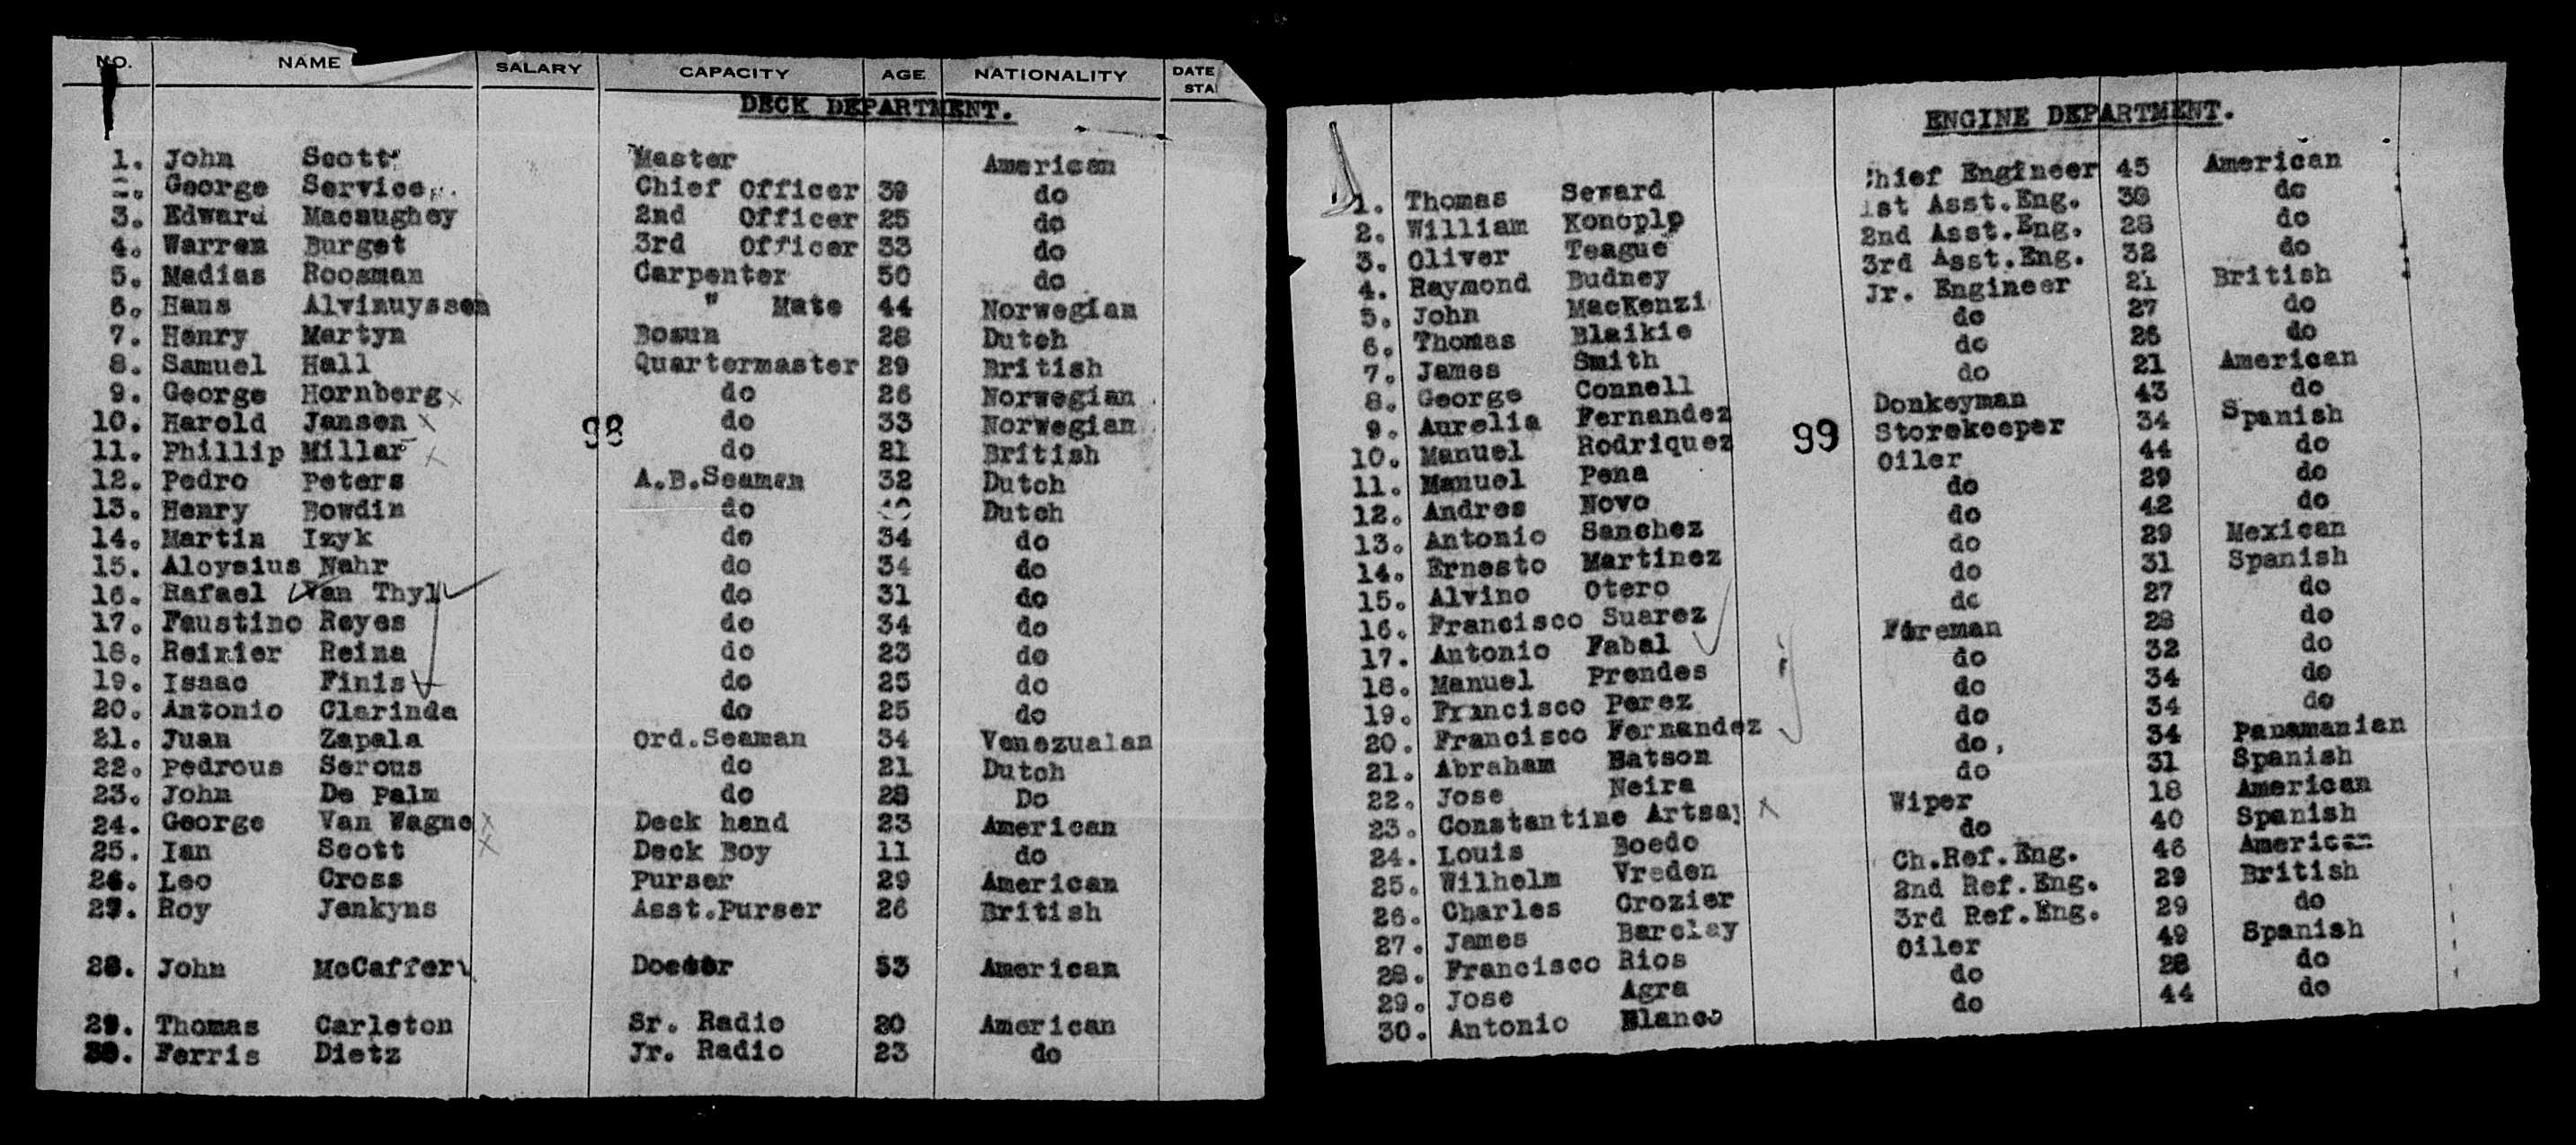 NO. NAME SALARY CAPACITY AGE NATIONALITY DATE STA
DECK DEPARTMENT.
1. John Scott Master American
2. George Service Chief Officer 39 do
3. Edward Macaughey 2nd Officer 25 do
4. Warren Burget 3rd Officer 33 do
5. Madias Roosman Carpenter 50 do
6. Hans Alvinuyssen " Mate 44 Norwegian
7. Henry Martyn Bosun 28 Dutch
8. Samuel Hall Quartermaster 29 British
9. George Hornberg x do 26 Norwegian
10. Harold Jansen x do 33 Norwegian
98
11. Phillip Millar x do 21 British
12. Pedro Peters A.B.Seaman 32 Dutch
13. Henry Bowdin do Dutch
14. Martin Izyk do 34 do
15. Aloysius Nahr do 34 do
16. Rafael Van Thyl do 31 do
17. Faustino Reyes do 34 do
18. Reinier Reina do 23 do
19. Isaac Finis do 25 do
20. Antonio Clarinda do 25 do
21. Juan Zapala Ord.Seaman 34 Venezualan
22. Pedrous Serous do 21 Dutch
23. John De Palm do 28 Do
24. George Van Wagne x Deck hand 23 American
25. Ian Scott x Deck Boy 11 do
26. Leo Cross Purser 29 American
27. Roy Jenkyns Asst.Purser 26 British
28. John McCaffery Doctor 53 American
29. Thomas Carleton Sr. Radio 20 American
30. Ferris Dietz Jr. Radio 23 do
ENGINE DEPARTMENT.
1. Thomas Seward hief Engineer 45 American
2. William Konoplp 1st Asst.Eng. 38 do
3. Oliver Teague 2nd Asst.Eng. 28 do
4. Raymond Budney 3rd Asst.Eng. 32 do
5. John MacKenzi Jr. Engineer 21 British
6. Thomas Blaikie do 27 do
7. James Smith do 26 do
8. George Connell do 21 American
9. Aurelia Fernandez Donkeyman 43 do
10. Manuel Rodriquez Storekeeper 34 Spanish
99
11. Manuel Pena Oiler 44 do
12. Andres Novo do 29 do
13. Antonio Sanchez do 42 do
14. Ernesto Martinez do 29 Mexican
15. Alvino Otero do 31 Spanish
16. Francisco Suarez do 27 do
17. Antonio Fabal Fireman 28 do
18. Manuel Prendes do 32 do
19. Francisco Perez do 34 do
20. Francisco Fernandez do 34 do
21. Abraham Batson do, 34 Panamanian
22. Jose Neira do 31 Spanish
23. Constantine Artsay x Wiper 18 American
24. Louis Boedo do 40 Spanish
25. Wilhelm Vreden Ch.Ref.Eng. 46 American
26. Charles Crozier 2nd Ref.Eng. 29 British
27. James Barclay 3rd Ref.Eng. 29 do
28. Francisco Rios Oiler 49 Spanish
29. Jose Agra do 28 do
30. Antonio Blanco do 44 do